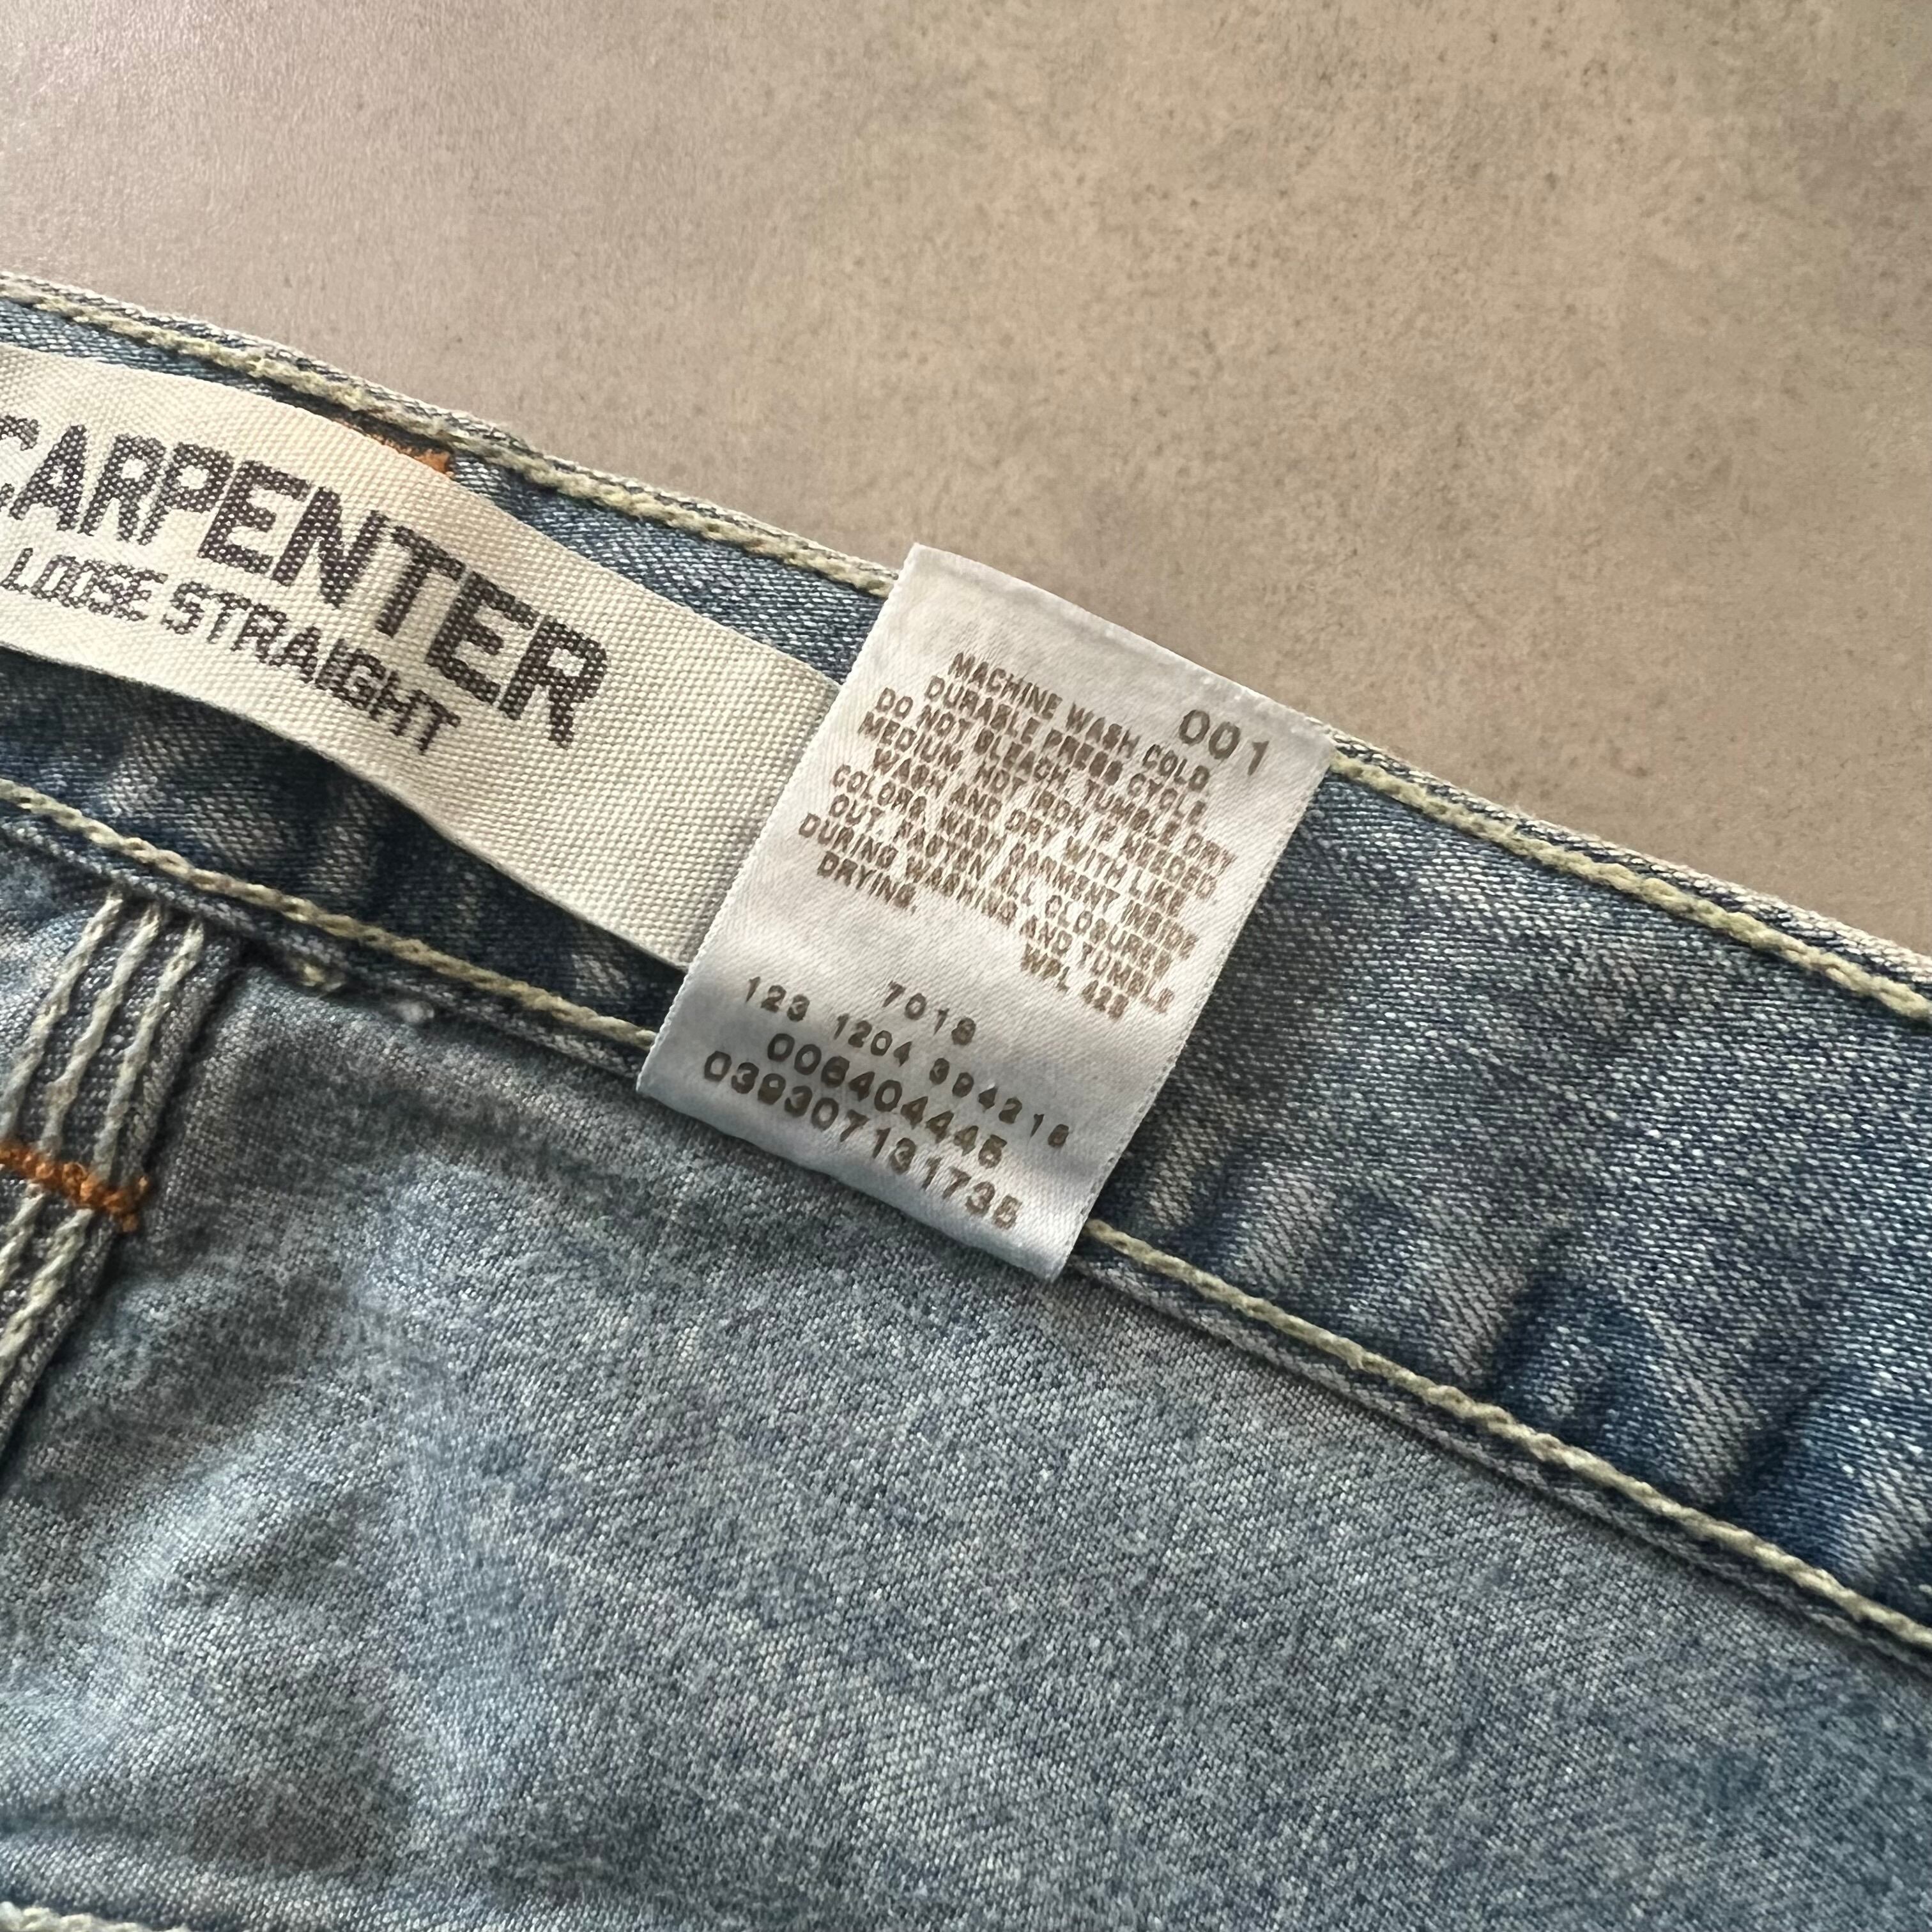 CARPENTER
LOOSE STRAIGHT
001
MACHINE WASH COLD,
DURABLE PRESS CYCLE.
DO NOT BLEACH. TUMBLE DRY
MEDIUM. HOT IRON IF NEEDED
WASH AND DRY WITH LIKE
COLORS. WASH GARMENT INSIDE
OUT. FASTEN ALL CLOSURES
DURING WASHING AND TUMBLE
DRYING.
WPL 423
7018
123 1204 394216
006404445
039307131735